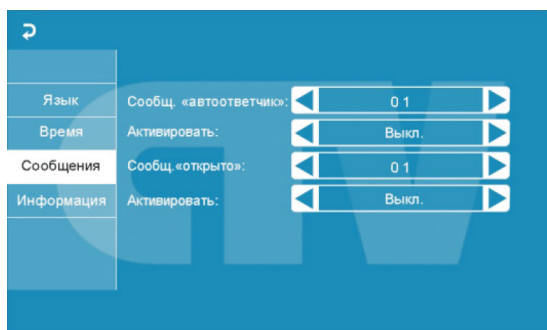 Язык
Время
Сообщения
Информация
Сообщ. «автоответчик»: 0 1
Активировать: Выкл.
Сообщ.«открыто»: 0 1
Активировать: Выкл.